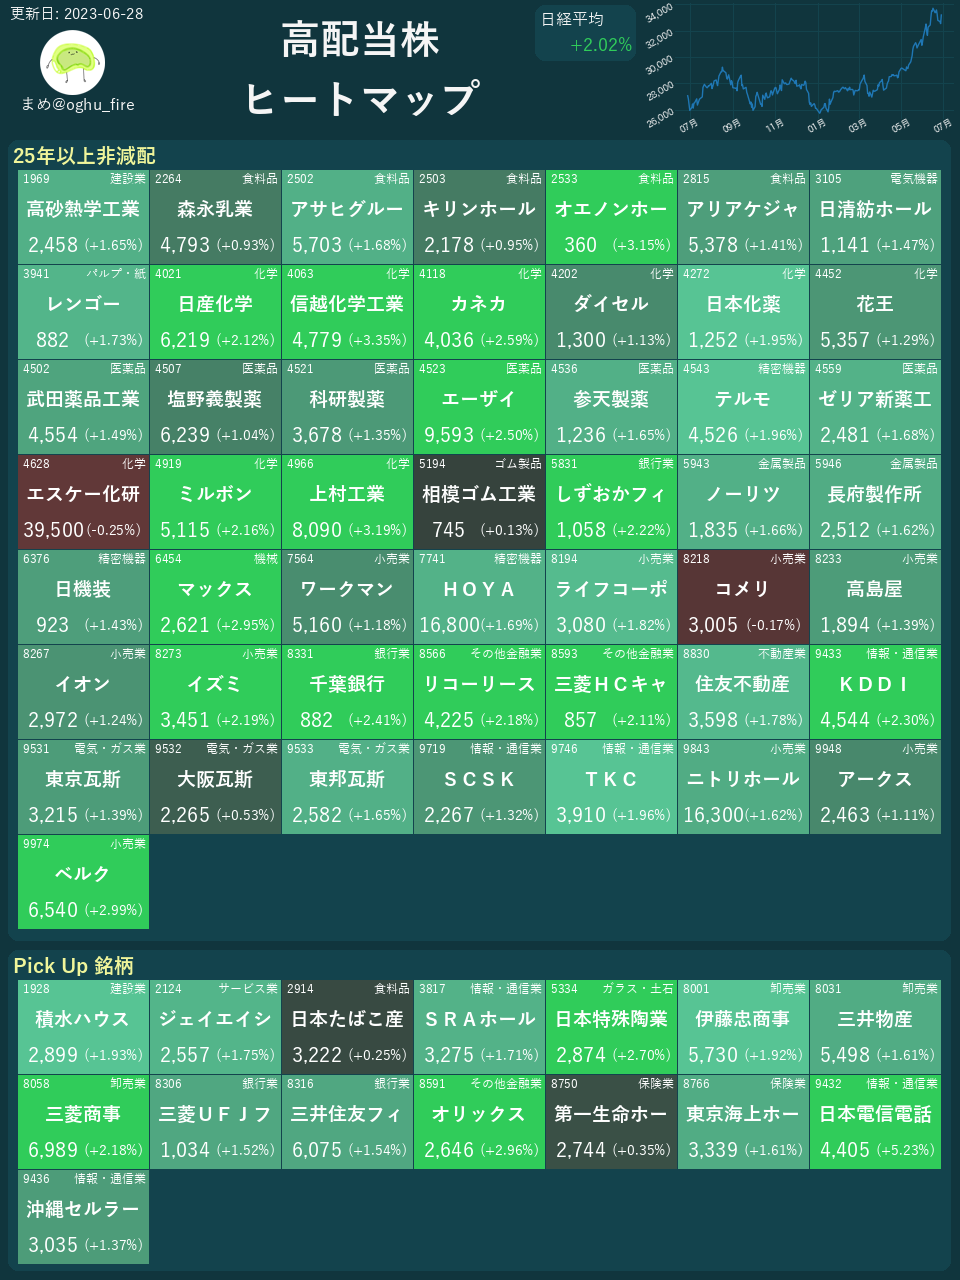 更新日: 2023-06-28
まめ@oghu_fire
高配当株
ヒートマップ
日経平均
+2.02%
34,000
32,000
30,000
28,000
26,000
07月 09月 11月 01月 03月 05月 07月
25年以上非減配
1969 建設業 2264 食料品 2502 食料品 2503 食料品 2533 食料品 2815 食料品 3105 電気機器
高砂熱学工業 森永乳業 アサヒグルー キリンホール オエノンホー アリアケジャ 日清紡ホール
2,458 (+1.65%) 4,793 (+0.93%) 5,703 (+1.68%) 2,178 (+0.95%) 360 (+3.15%) 5,378 (+1.41%) 1,141 (+1.47%)
3941 パルプ・紙 4021 化学 4063 化学 4118 化学 4202 化学 4272 化学 4452 化学
レンゴー 日産化学 信越化学工業 カネカ ダイセル 日本化薬 花王
882 (+1.73%) 6,219 (+2.12%) 4,779 (+3.35%) 4,036 (+2.59%) 1,300 (+1.13%) 1,252 (+1.95%) 5,357 (+1.29%)
4502 医薬品 4507 医薬品 4521 医薬品 4523 医薬品 4536 医薬品 4543 精密機器 4559 医薬品
武田薬品工業 塩野義製薬 科研製薬 エーザイ 参天製薬 テルモ ゼリア新薬工
4,554 (+1.49%) 6,239 (+1.04%) 3,678 (+1.35%) 9,593 (+2.50%) 1,236 (+1.65%) 4,526 (+1.96%) 2,481 (+1.68%)
4628 化学 4919 化学 4966 化学 5194 ゴム製品 5831 銀行業 5943 金属製品 5946 金属製品
エスケー化研 ミルボン 上村工業 相模ゴム工業 しずおかフィ ノーリツ 長府製作所
39,500 (-0.25%) 5,115 (+2.16%) 8,090 (+3.19%) 745 (+0.13%) 1,058 (+2.22%) 1,835 (+1.66%) 2,512 (+1.62%)
6376 精密機器 6454 機械 7564 小売業 7741 精密機器 8194 小売業 8218 小売業 8233 小売業
日機装 マックス ワークマン ＨＯＹＡ ライフコーポ コメリ 高島屋
923 (+1.43%) 2,621 (+2.95%) 5,160 (+1.18%) 16,800 (+1.69%) 3,080 (+1.82%) 3,005 (-0.17%) 1,894 (+1.39%)
8267 小売業 8273 小売業 8331 銀行業 8566 その他金融業 8593 その他金融業 8830 不動産業 9433 情報・通信業
イオン イズミ 千葉銀行 リコーリース 三菱ＨＣキャ 住友不動産 ＫＤＤＩ
2,972 (+1.24%) 3,451 (+2.19%) 882 (+2.41%) 4,225 (+2.18%) 857 (+2.11%) 3,598 (+1.78%) 4,544 (+2.30%)
9531 電気・ガス業 9532 電気・ガス業 9533 電気・ガス業 9719 情報・通信業 9746 情報・通信業 9843 小売業 9948 小売業
東京瓦斯 大阪瓦斯 東邦瓦斯 ＳＣＳＫ ＴＫＣ ニトリホール アークス
3,215 (+1.39%) 2,265 (+0.53%) 2,582 (+1.65%) 2,267 (+1.32%) 3,910 (+1.96%) 16,300 (+1.62%) 2,463 (+1.11%)
9974 小売業
ベルク
6,540 (+2.99%)
Pick Up 銘柄
1928 建設業 2124 サービス業 2914 食料品 3817 情報・通信業 5334 ガラス・土石 8001 卸売業 8031 卸売業
積水ハウス ジェイエイシ 日本たばこ産 ＳＲＡホール 日本特殊陶業 伊藤忠商事 三井物産
2,899 (+1.93%) 2,557 (+1.75%) 3,222 (+0.25%) 3,275 (+1.71%) 2,874 (+2.70%) 5,730 (+1.92%) 5,498 (+1.61%)
8058 卸売業 8306 銀行業 8316 銀行業 8591 その他金融業 8750 保険業 8766 保険業 9432 情報・通信業
三菱商事 三菱ＵＦＪフ 三井住友フィ オリックス 第一生命ホー 東京海上ホー 日本電信電話
6,989 (+2.18%) 1,034 (+1.52%) 6,075 (+1.54%) 2,646 (+2.96%) 2,744 (+0.35%) 3,339 (+1.61%) 4,405 (+5.23%)
9436 情報・通信業
沖縄セルラー
3,035 (+1.37%)